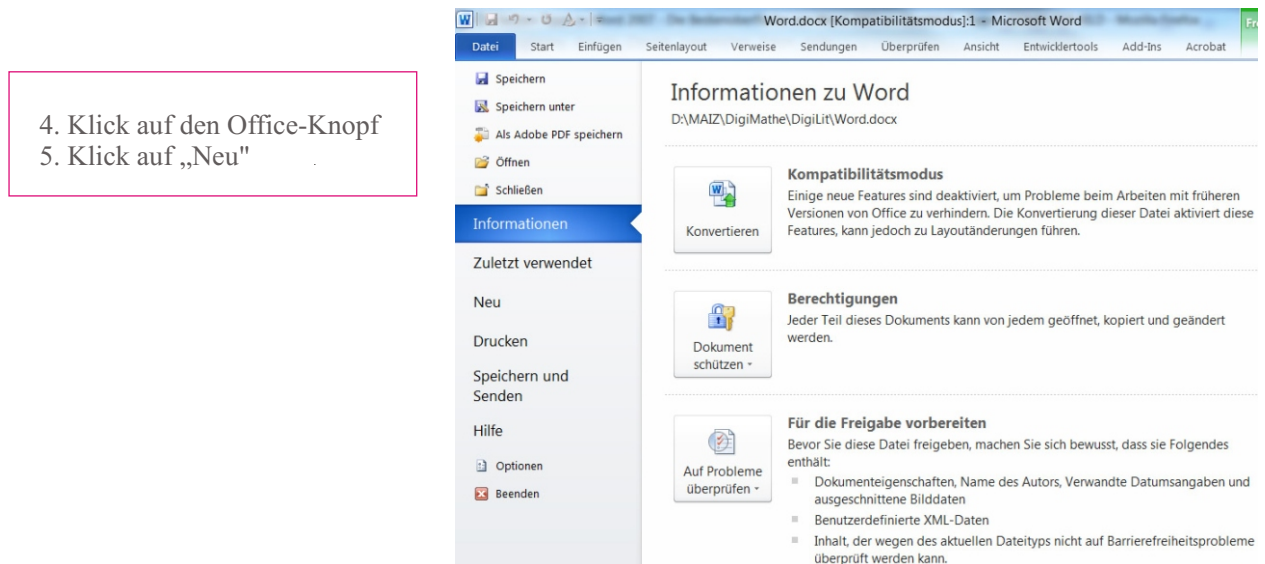 4. Klick auf den Office-Knopf
5. Klick auf „Neu"
Word.docx [Kompatibilitätsmodus]:1 - Microsoft Word
Datei Start Einfügen Seitenlayout Verweise Sendungen Überprüfen Ansicht Entwicklertools Add-Ins Acrobat
Speichern
Speichern unter
Als Adobe PDF speichern
Öffnen
Schließen
Informationen
Zuletzt verwendet
Neu
Drucken
Speichern und
Senden
Hilfe
Optionen
Beenden
Informationen zu Word
D:\MAIZ\DigiMathe\DigiLit\Word.docx
Konvertieren
Kompatibilitätsmodus
Einige neue Features sind deaktiviert, um Probleme beim Arbeiten mit früheren
Versionen von Office zu verhindern. Die Konvertierung dieser Datei aktiviert diese
Features, kann jedoch zu Layoutänderungen führen.
Dokument
schützen
Berechtigungen
Jeder Teil dieses Dokuments kann von jedem geöffnet, kopiert und geändert
werden.
Auf Probleme
überprüfen
Für die Freigabe vorbereiten
Bevor Sie diese Datei freigeben, machen Sie sich bewusst, dass sie Folgendes
enthält:
Dokumenteigenschaften, Name des Autors, Verwandte Datumsangaben und
ausgeschnittene Bilddaten
Benutzerdefinierte XML-Daten
Inhalt, der wegen des aktuellen Dateityps nicht auf Barrierefreiheitsprobleme
überprüft werden kann.